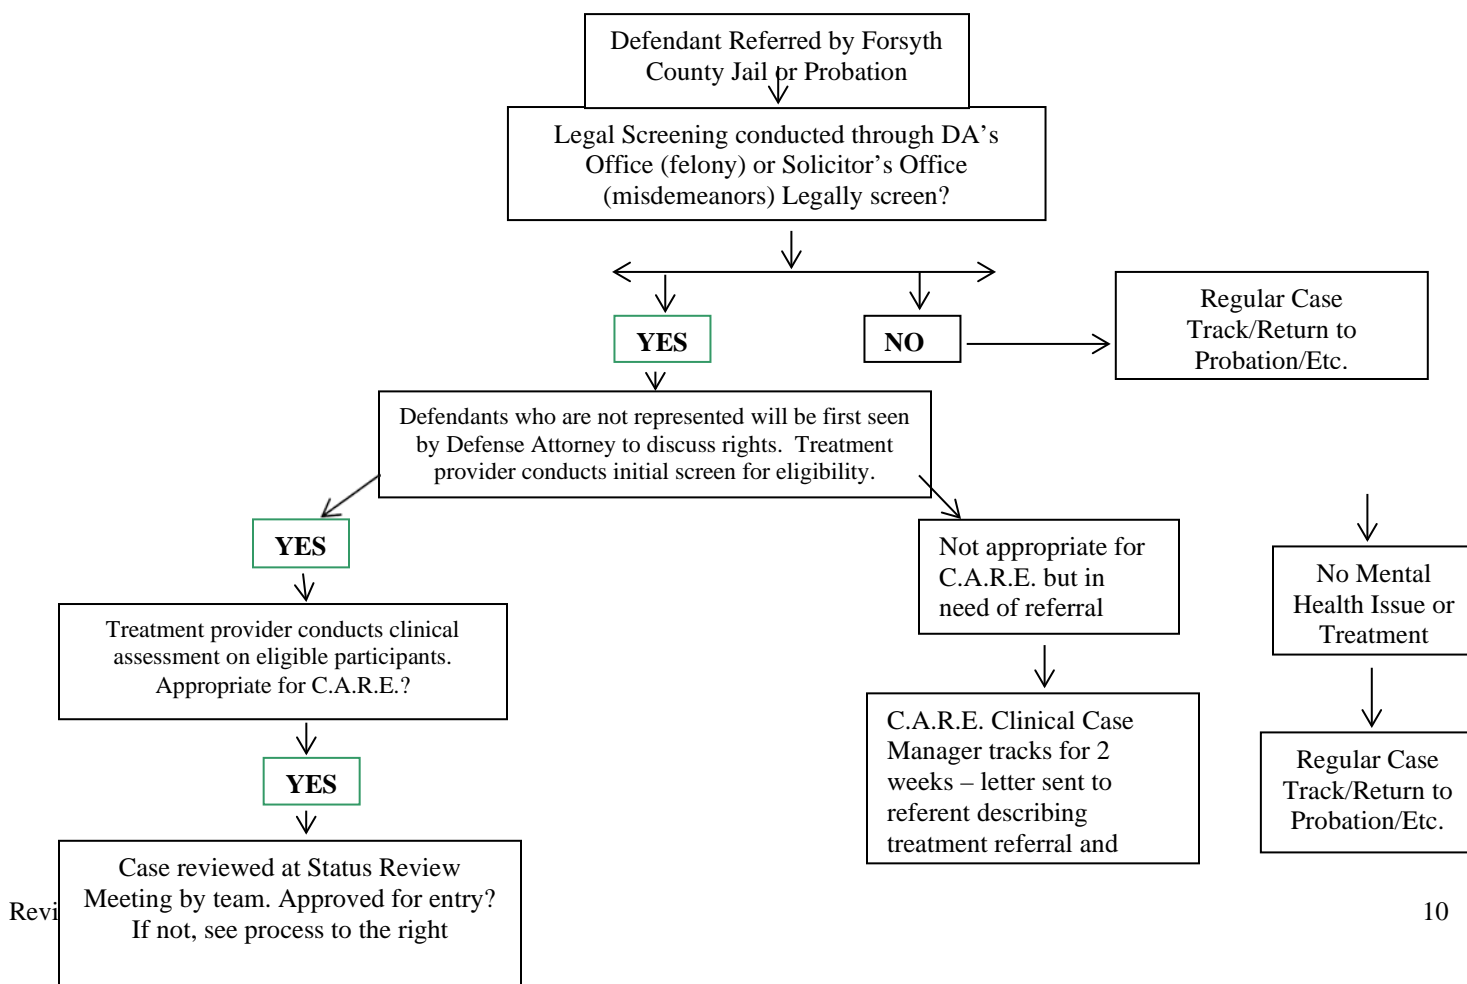 Defendant Referred by Forsyth
County Jail or Probation
Legal Screening conducted through DA's
Office (felony) or Solicitor's Office
(misdemeanors) Legally screen?
YES
NO
Regular Case
Track/Return to
Probation/Etc.
Defendants who are not represented will be first seen
by Defense Attorney to discuss rights. Treatment
provider conducts initial screen for eligibility.
YES
Treatment provider conducts clinical
assessment on eligible participants.
Appropriate for C.A.R.E.?
YES
Case reviewed at Status Review
Meeting by team. Approved for entry?
If not, see process to the right
Not appropriate for
C.A.R.E. but in
need of referral
C.A.R.E. Clinical Case
Manager tracks for 2
weeks – letter sent to
referent describing
treatment referral and
No Mental
Health Issue or
Treatment
Regular Case
Track/Return to
Probation/Etc.
Revi
10